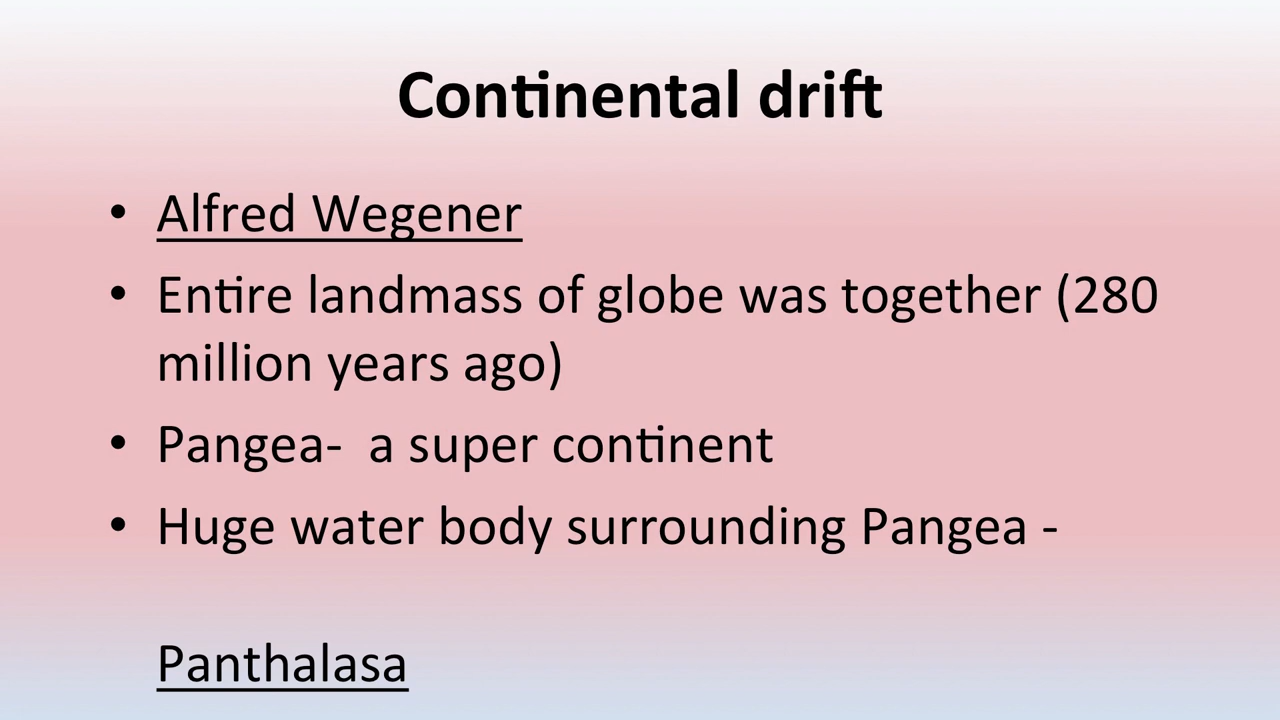 Continental drift
• Alfred Wegener
• Entire landmass of globe was together (280
million years ago)
• Pangea-  a super continent
• Huge water body surrounding Pangea -
Panthalasa